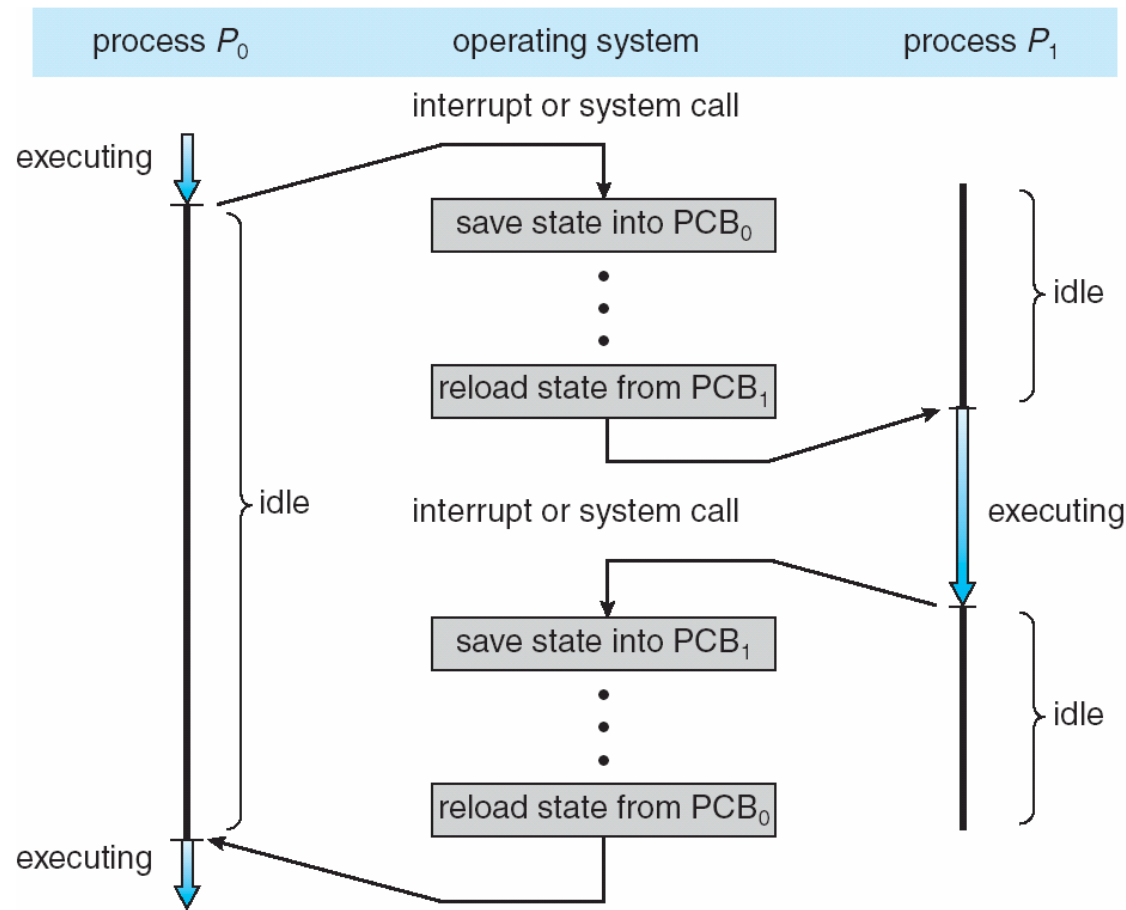 process P0 operating system process P1
interrupt or system call
executing
save state into PCB0
idle
reload state from PCB1
idle
interrupt or system call
executing
save state into PCB1
idle
reload state from PCB0
executing